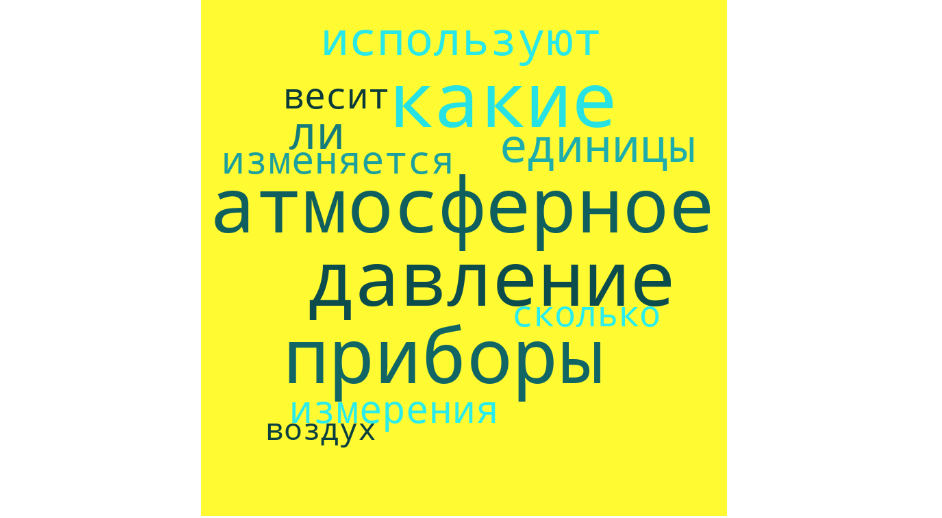 используют
весит какие
ли
изменяется единицы
атмосферное
давление
сколько
приборы
измерения
воздух